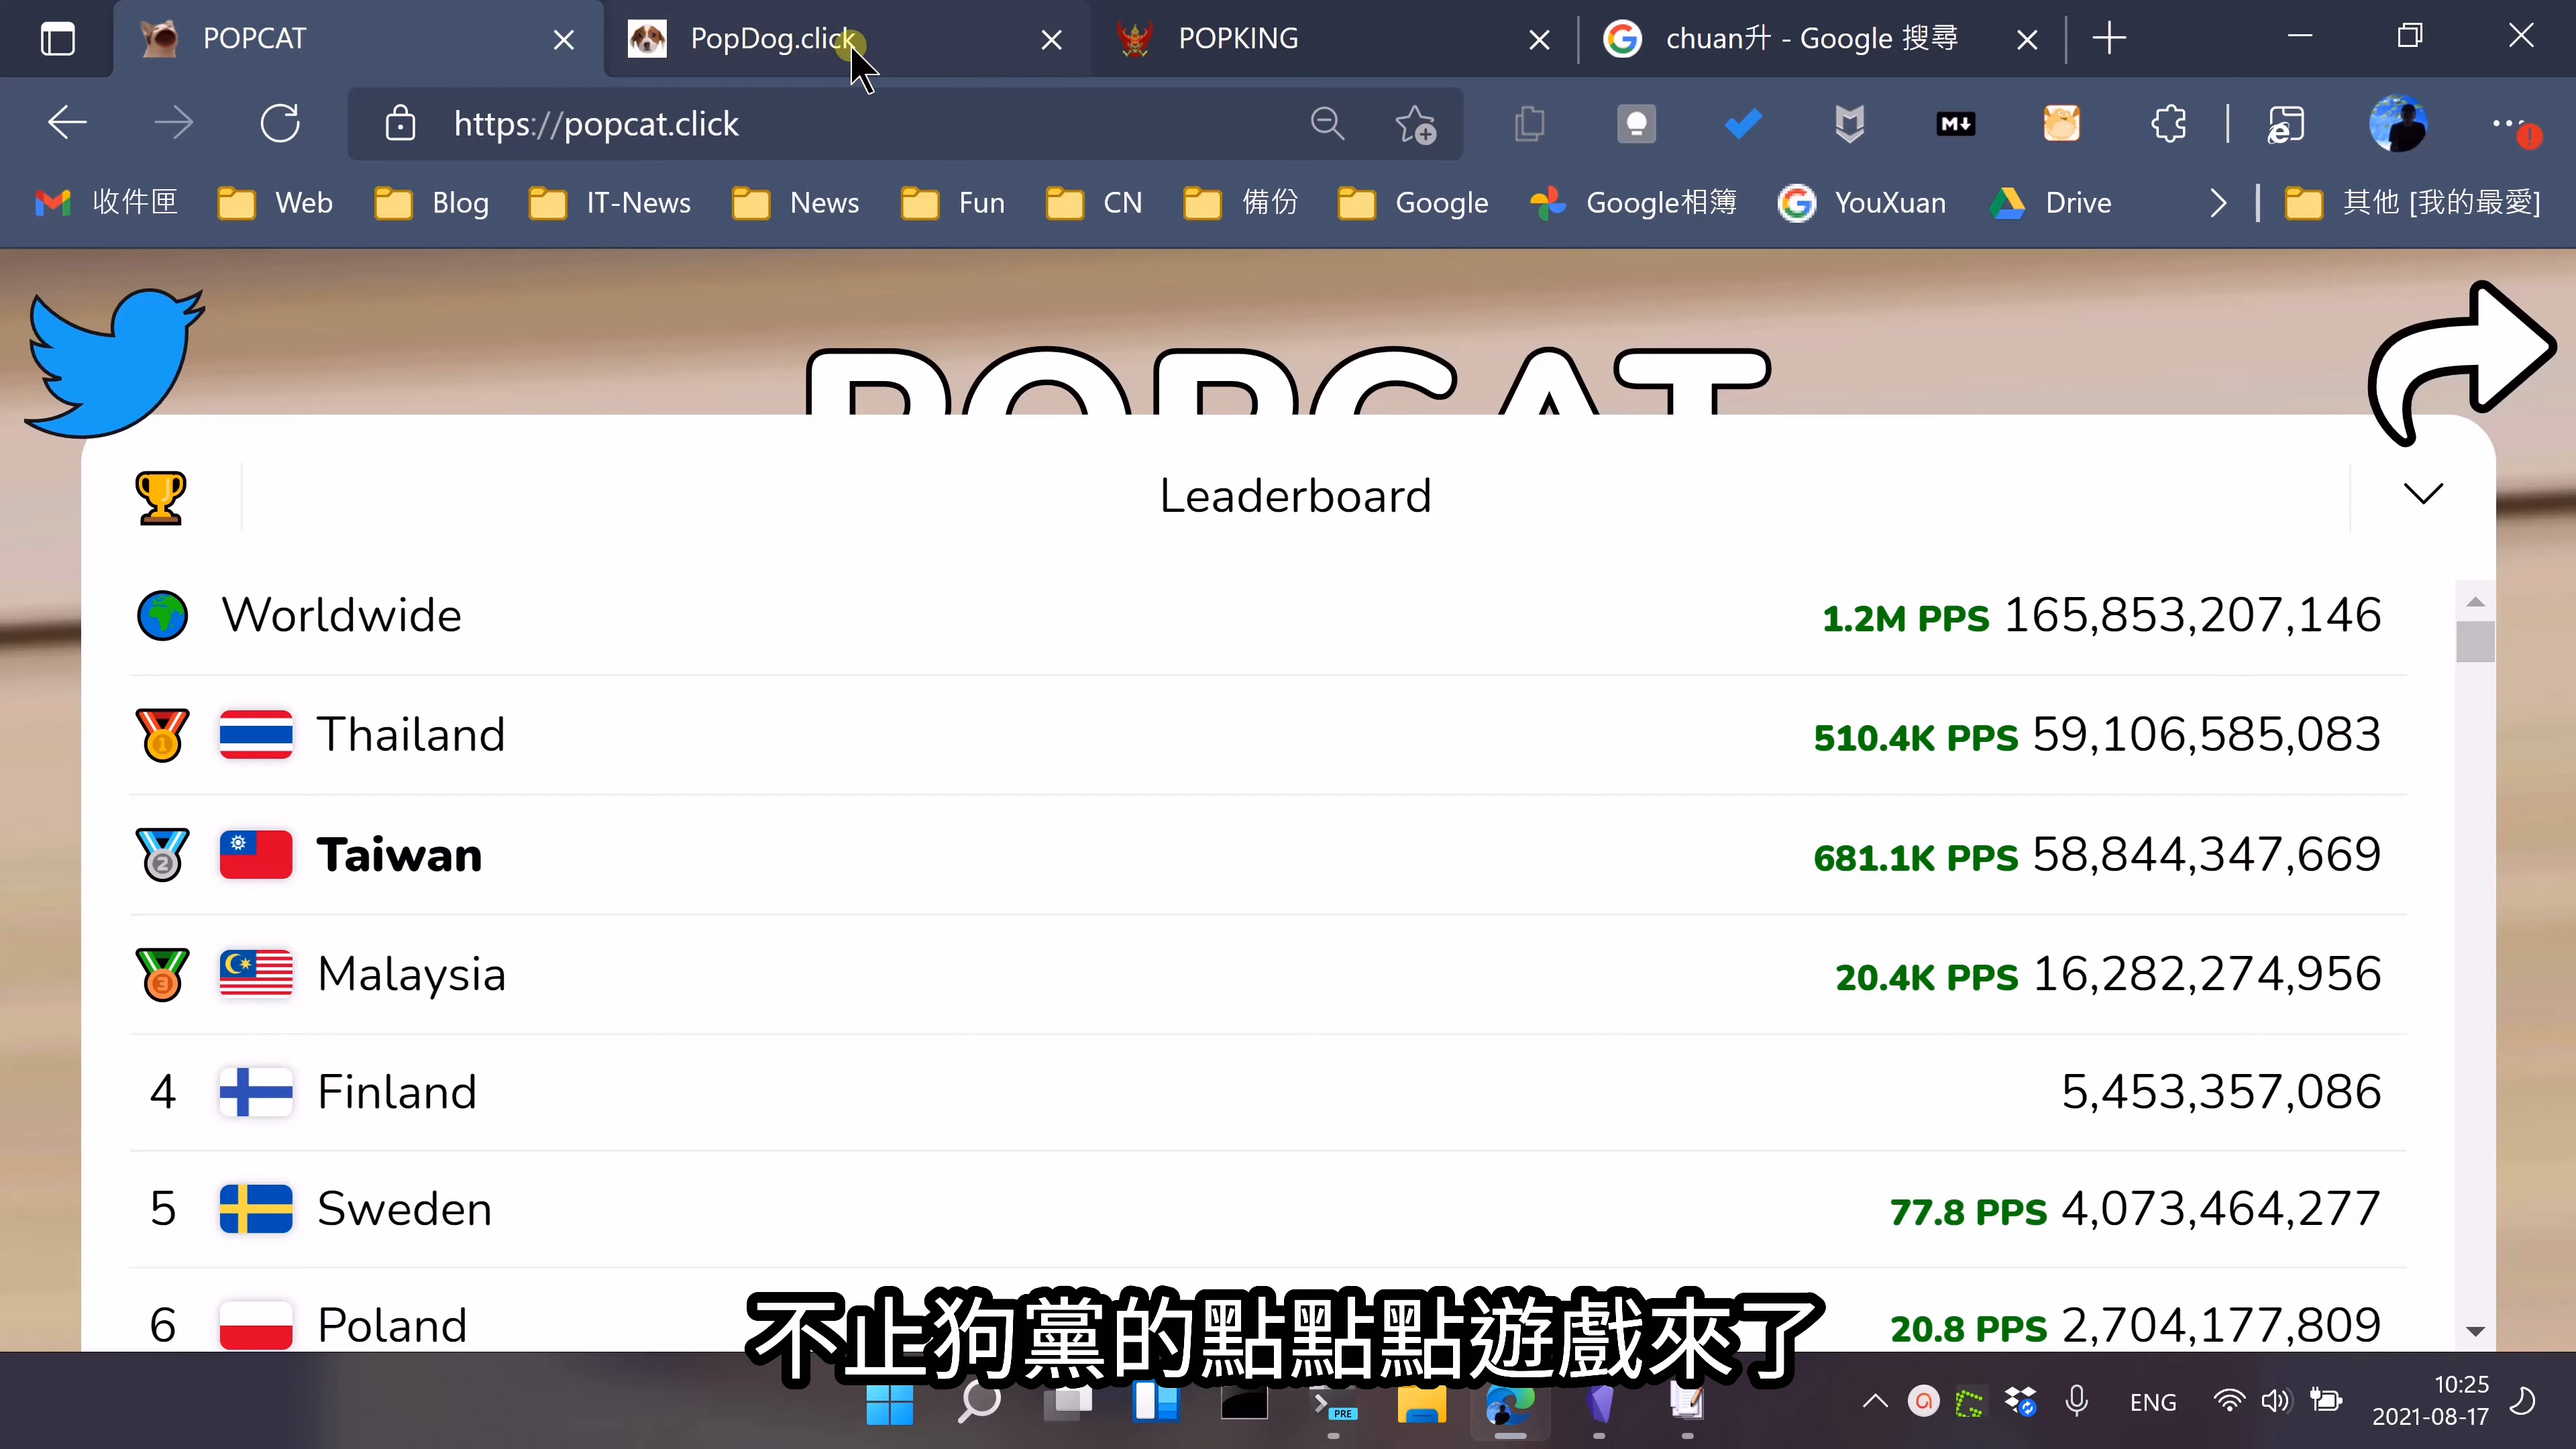 POPCAT
PopDog.click
POPKING
chuan升 - Google 搜尋
https://popcat.click
M↓
收件匣
Web
Blog
IT-News
News
Fun
CN
備份
Google
Google相簿
YouXuan
Drive
其他 [我的最愛]
POPCAT
Leaderboard
Worldwide 1.2M PPS 165,853,207,146
1 Thailand 510.4K PPS 59,106,585,083
2 Taiwan 681.1K PPS 58,844,347,669
3 Malaysia 20.4K PPS 16,282,274,956
4 Finland 5,453,357,086
5 Sweden 77.8 PPS 4,073,464,277
6 Poland 20.8 PPS 2,704,177,809
不止狗黨的點點點遊戲來了
PRE
ENG
10:25
2021-08-17